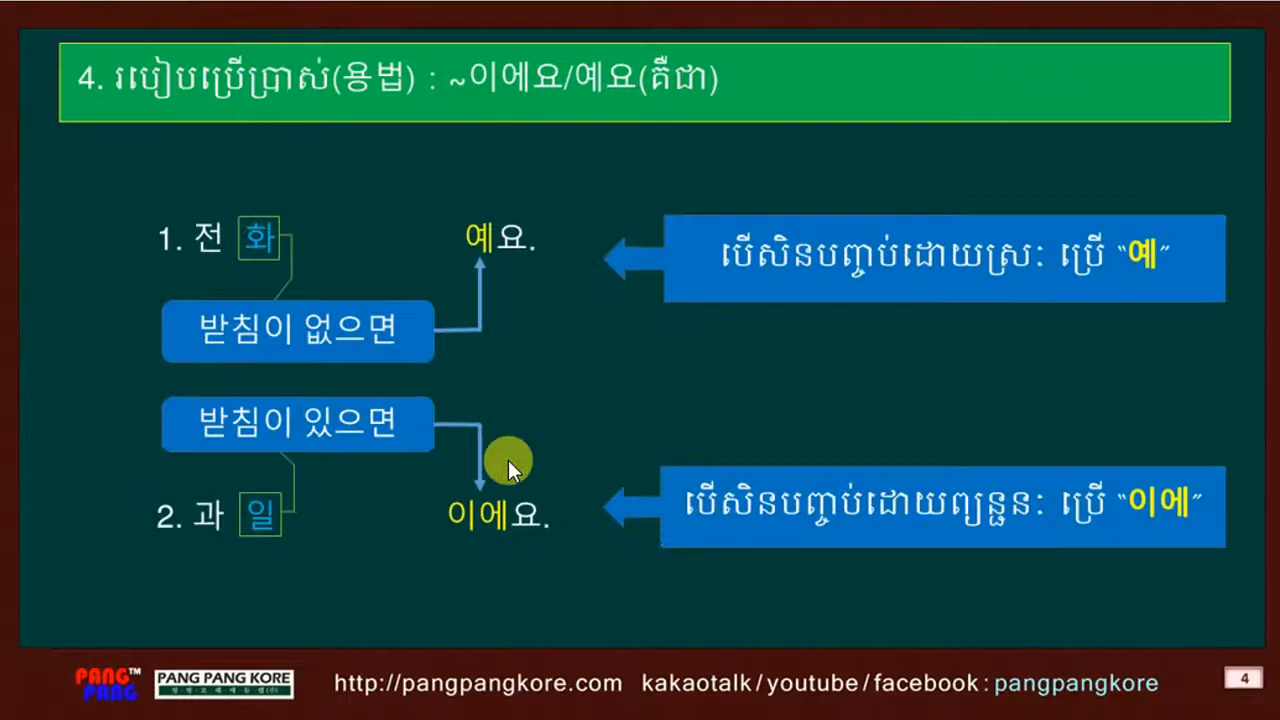 4. របៀបប្រើប្រាស់(용법) : ~이에요/예요(គឺជា)
1. 전 화 예요.
បើសិនបញ្ចប់ដោយស្រៈ ប្រើ “예”
받침이 없으면
받침이 있으면
2. 과 일 이에요.
បើសិនបញ្ចប់ដោយព្យន្ជនៈ ប្រើ “이에”
PANG™
PANG
PANG PANG KORE
http://pangpangkore.com kakaotalk/youtube/facebook:pangpangkore
4